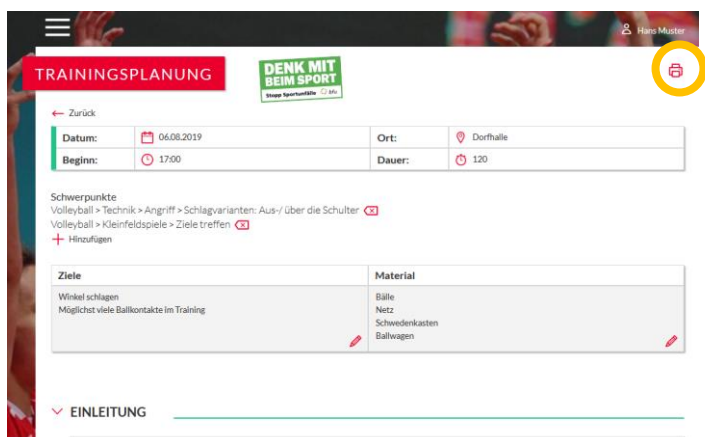 Hans Muster
TRAININGSPLANUNG
DENK MIT
BEIM SPORT
Stopp Sportunfälle bfu
← Zurück
Datum: 06.08.2019 Ort: Dorfhalle
Beginn: 17:00 Dauer: 120
Schwerpunkte
Volleyball > Technik > Angriff > Schlagvarianten: Aus-/ über die Schulter
Volleyball > Kleinfeldspiele > Ziele treffen
+ Hinzufügen
Ziele Material
Winkel schlagen Bälle
Möglichst viele Ballkontakte im Training Netz
Schwedenkasten
Ballwagen
EINLEITUNG